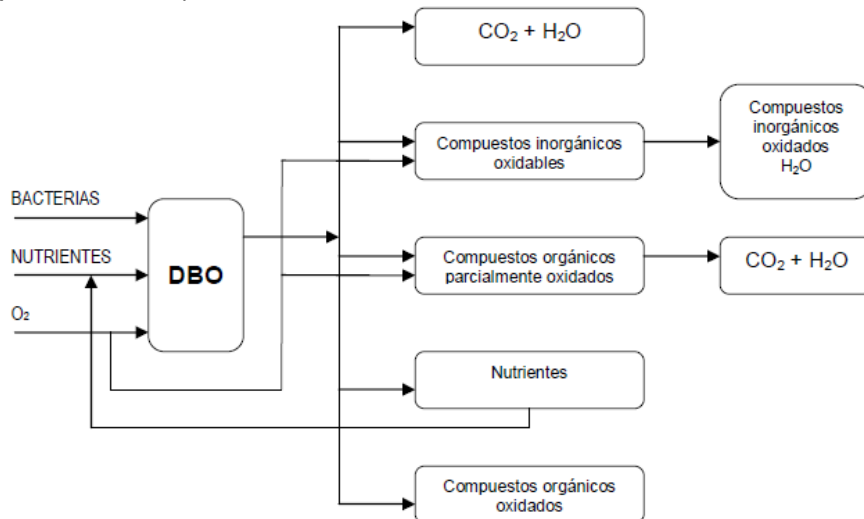 CO₂ + H₂O
Compuestos inorgánicos
oxidables
Compuestos
inorgánicos
oxidados
H₂O
BACTERIAS
NUTRIENTES
O₂
DBO
Compuestos orgánicos
parcialmente oxidados
CO₂ + H₂O
Nutrientes
Compuestos orgánicos
oxidados